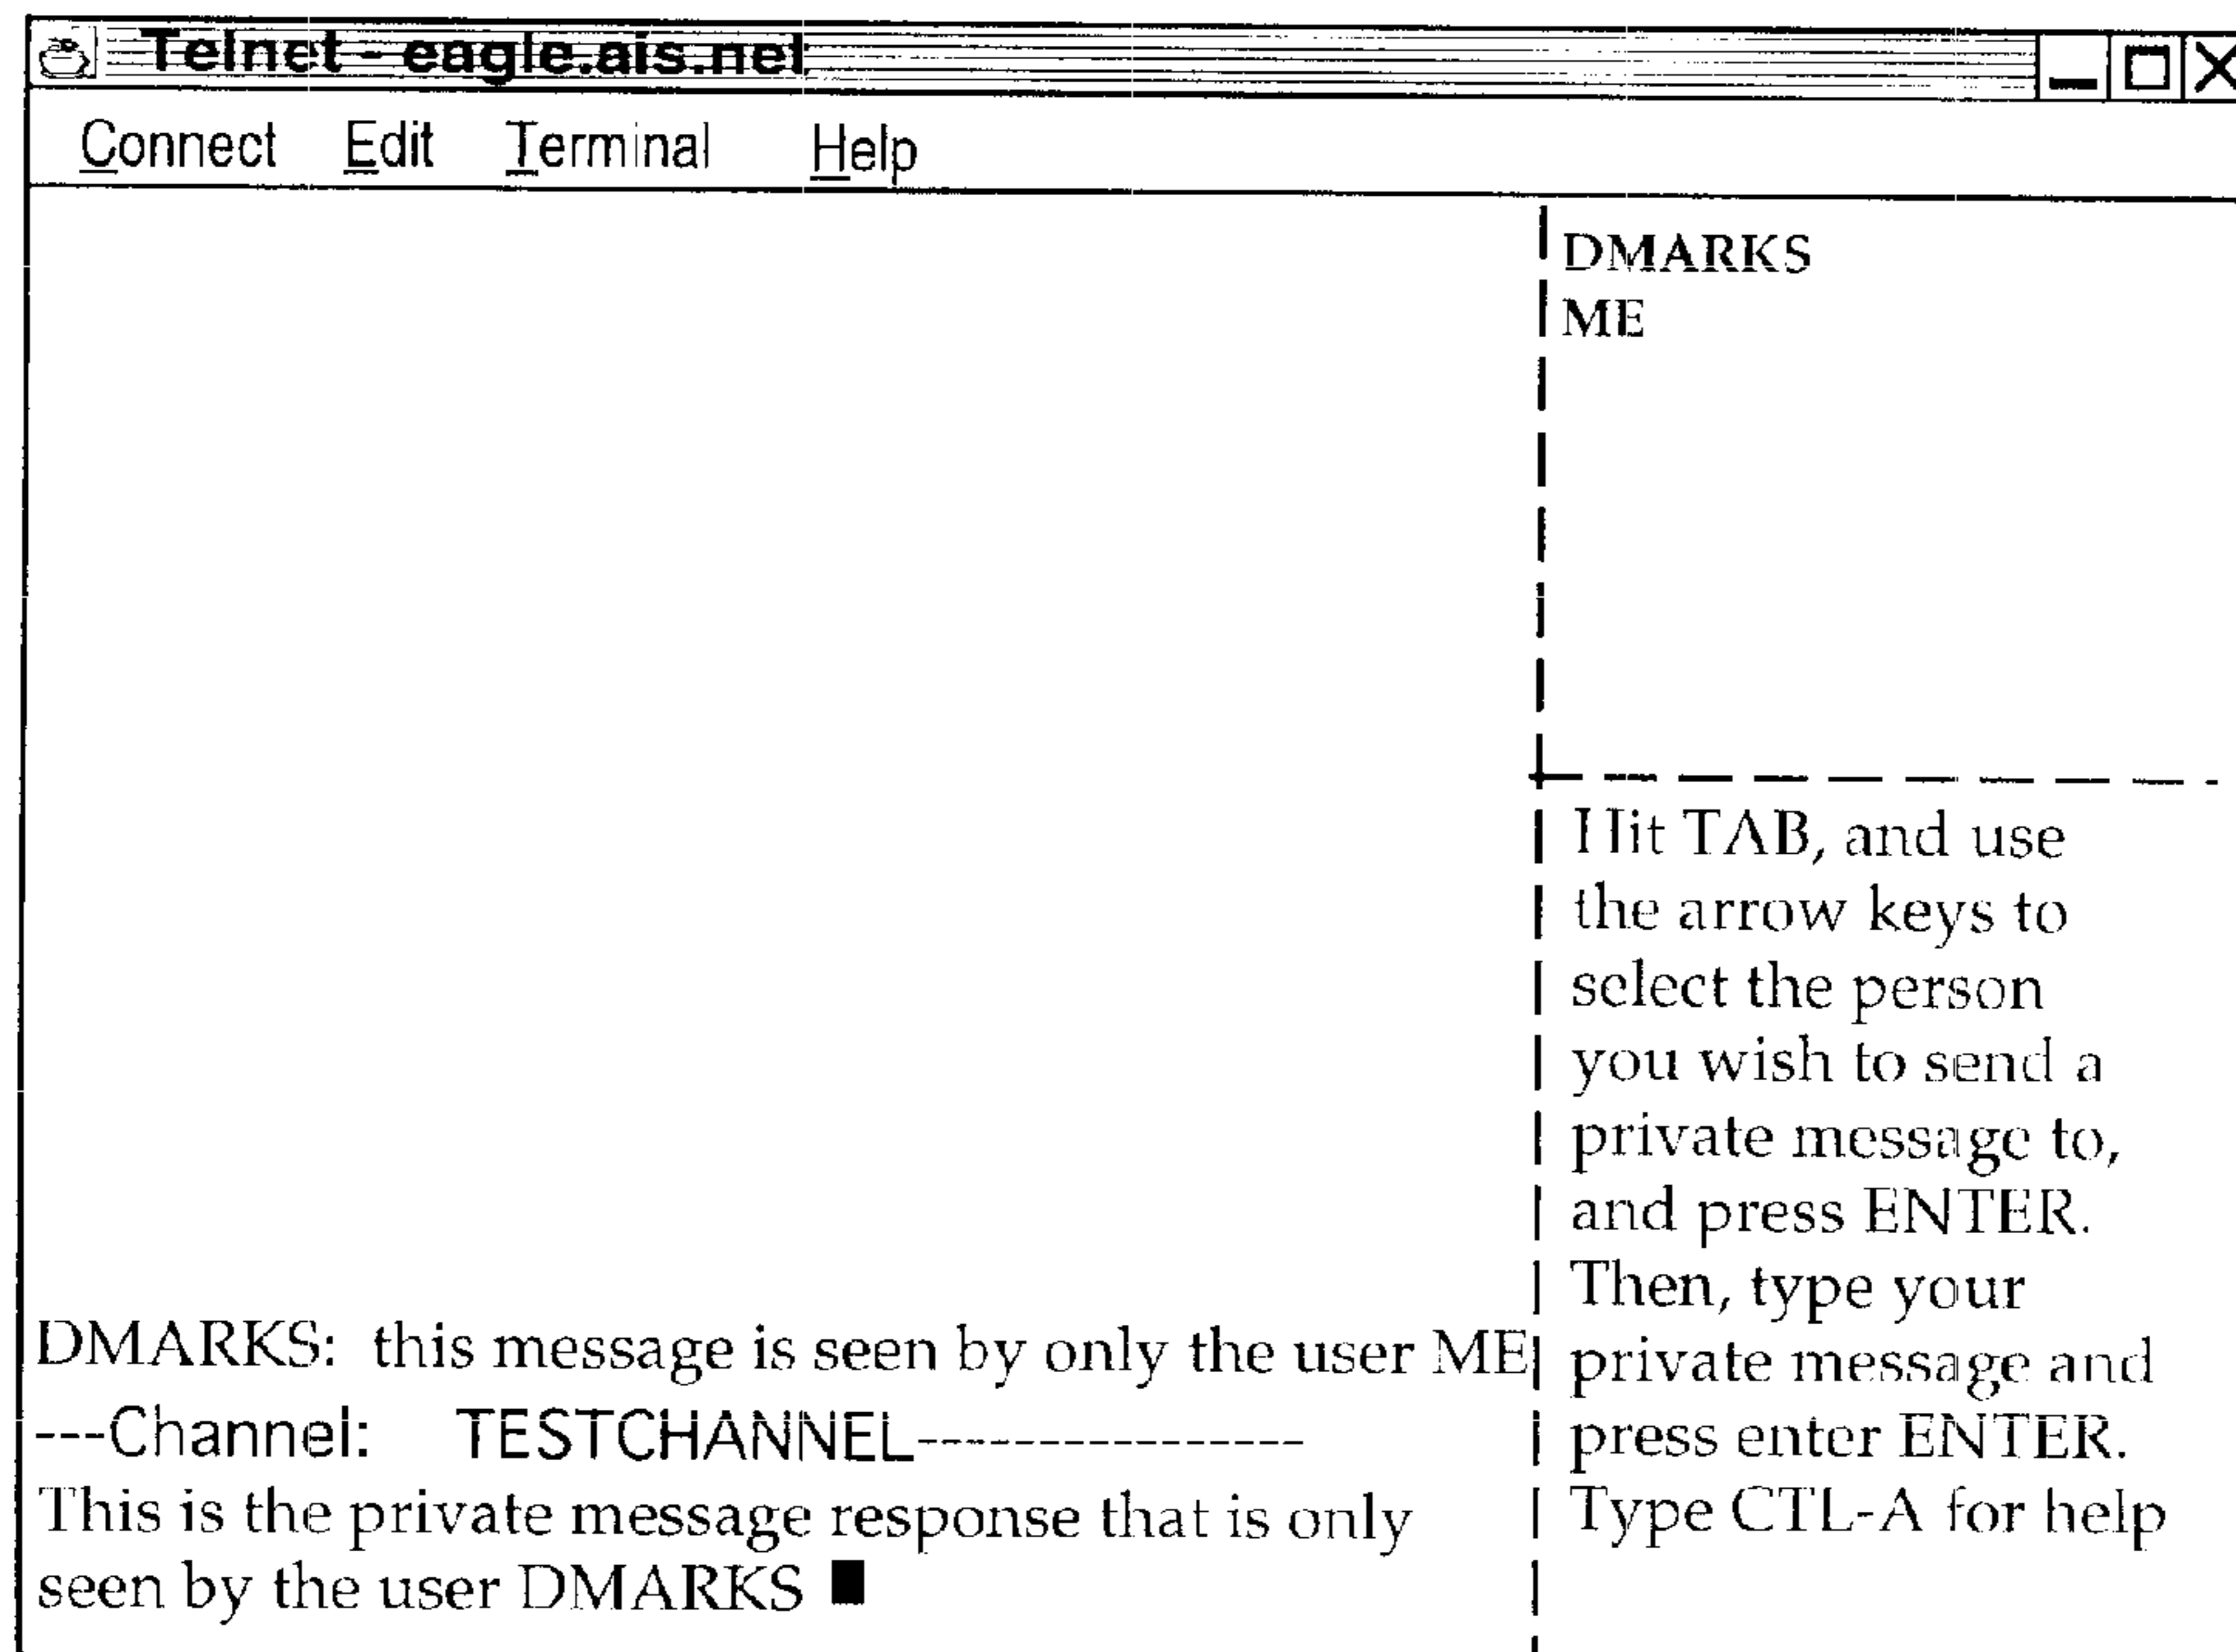 Telnet - eagle.ais.net
Connect Edit Terminal Help
DMARKS
ME
Hit TAB, and use
the arrow keys to
select the person
you wish to send a
private message to,
and press ENTER.
Then, type your
private message and
press enter ENTER.
Type CTL-A for help
DMARKS: this message is seen by only the user ME
---Channel: TESTCHANNEL----------------
This is the private message response that is only
seen by the user DMARKS